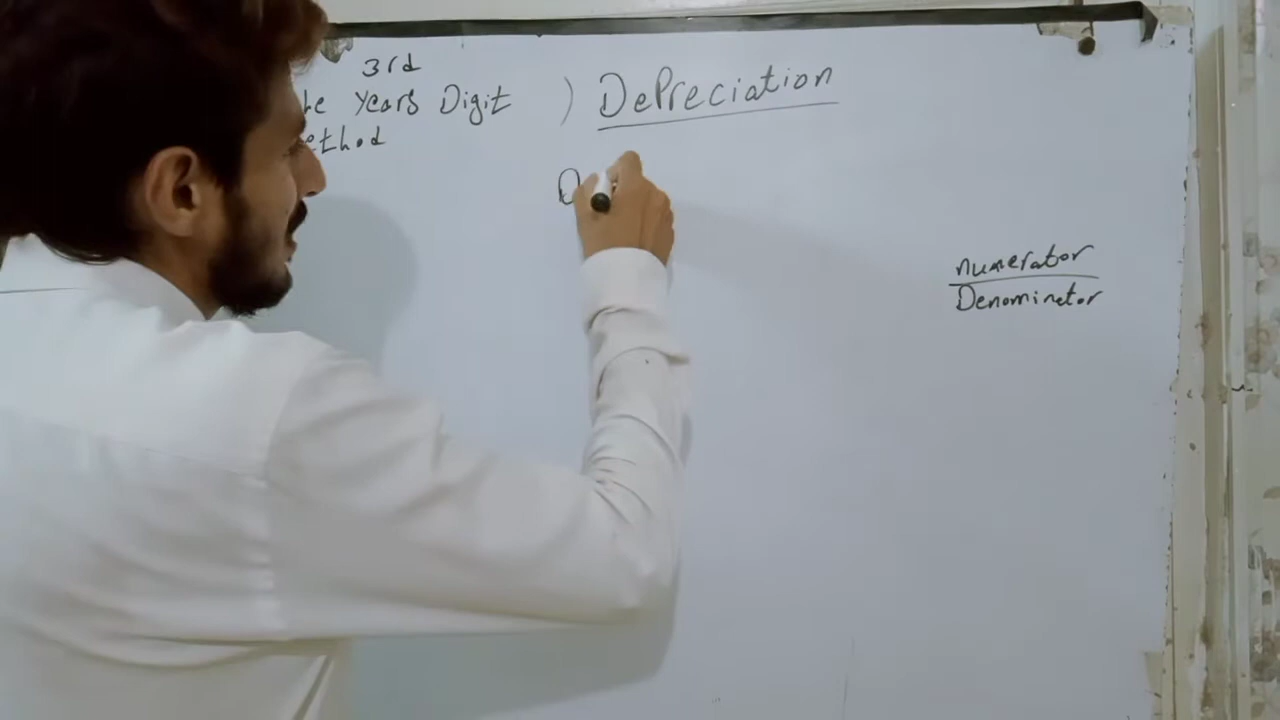 3rd
Years Digit ) Depreciation
numerator
Denominator